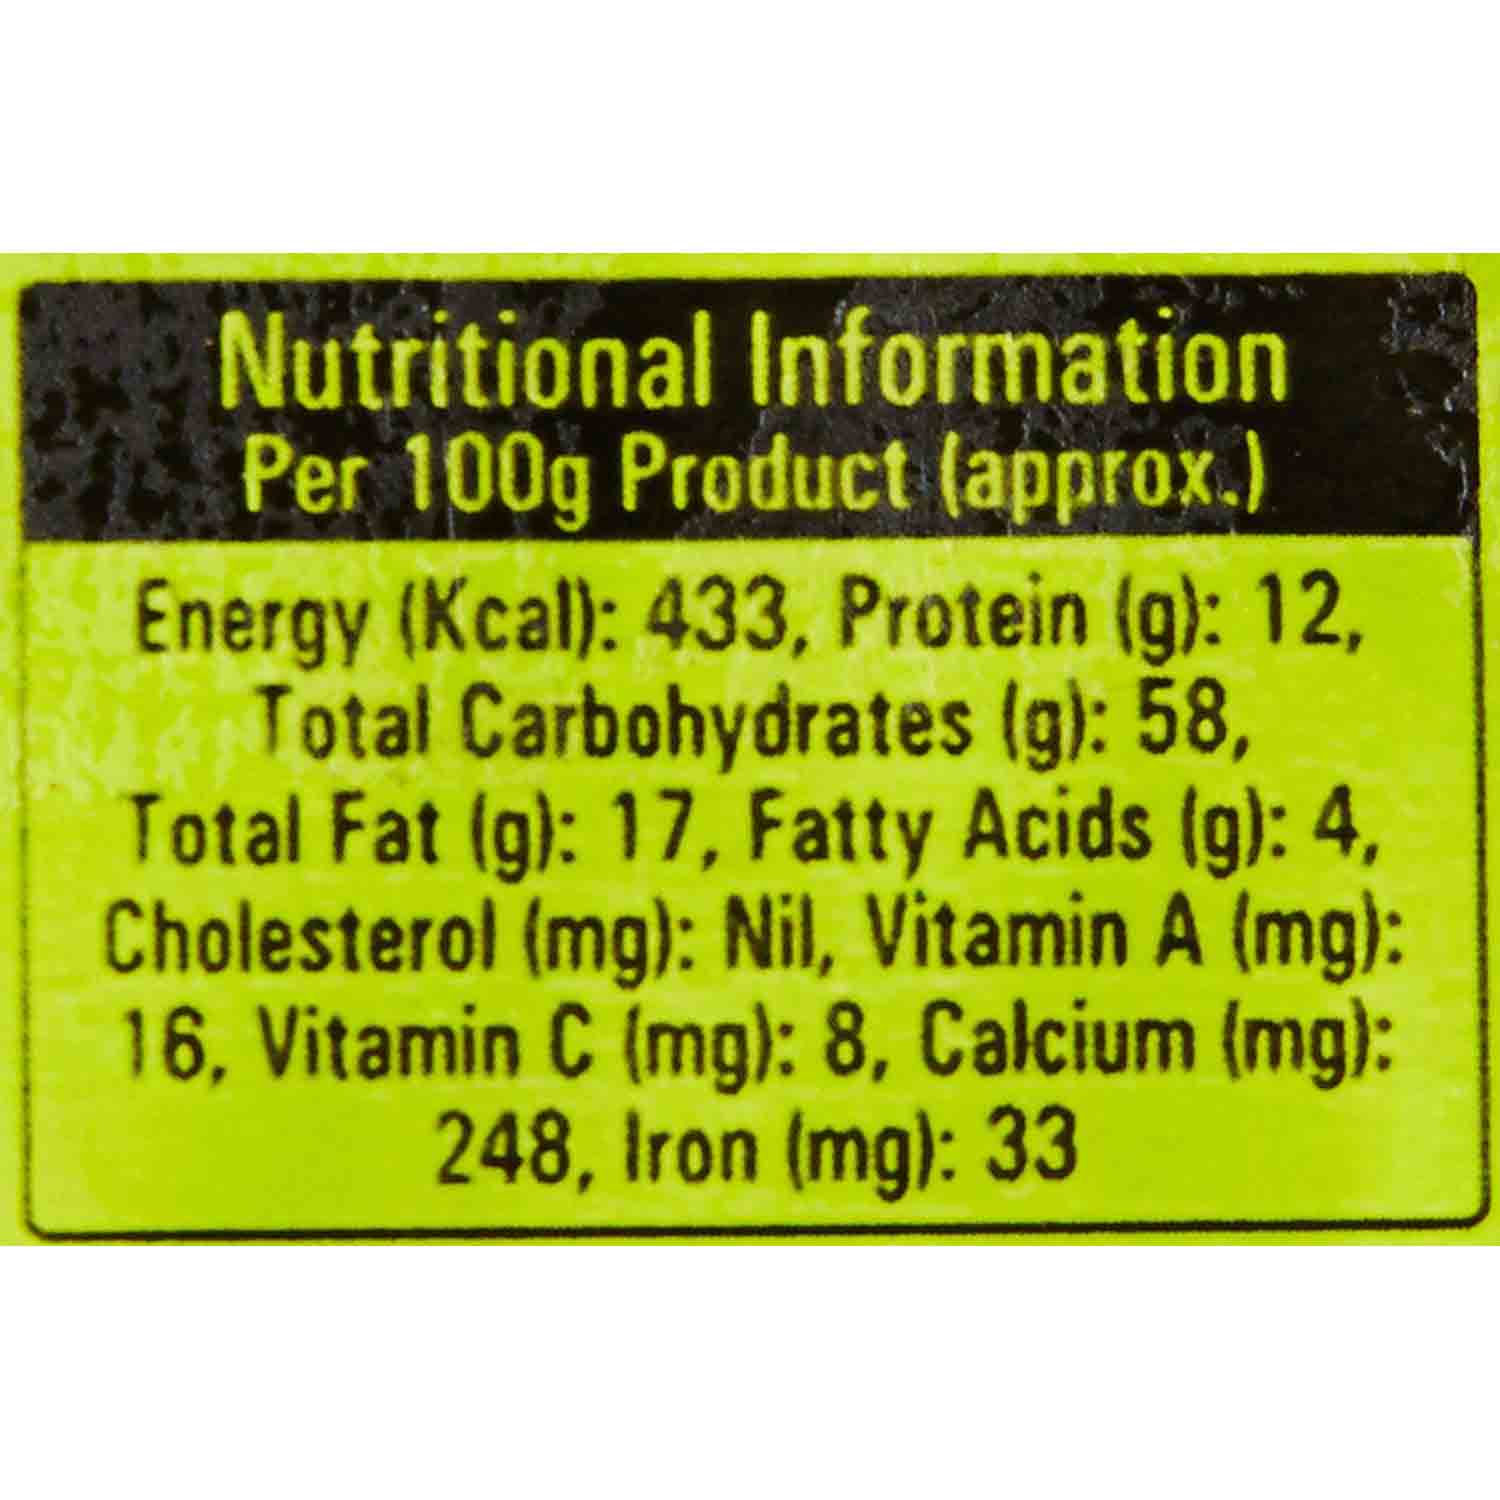 Nutritional Information
Per 100g Product (approx.)
Energy (Kcal): 433, Protein (g): 12,
Total Carbohydrates (g): 58,
Total Fat (g): 17, Fatty Acids (g): 4,
Cholesterol (mg): Nil, Vitamin A (mg):
16, Vitamin C (mg): 8, Calcium (mg):
248, Iron (mg): 33